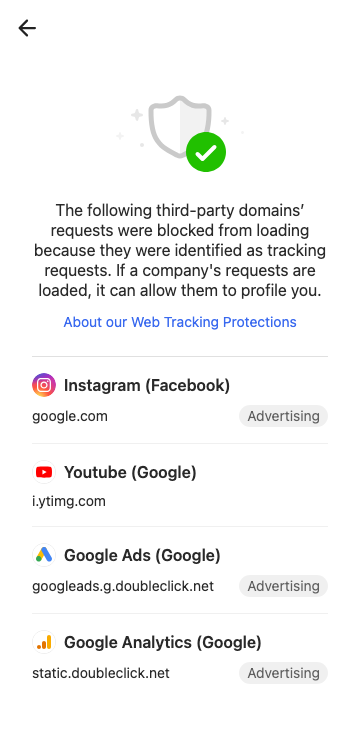 The following third-party domains’
requests were blocked from loading
because they were identified as tracking
requests. If a company's requests are
loaded, it can allow them to profile you.
About our Web Tracking Protections
Instagram (Facebook)
google.com Advertising
Youtube (Google)
i.ytimg.com
Google Ads (Google)
googleads.g.doubleclick.net Advertising
Google Analytics (Google)
static.doubleclick.net Advertising